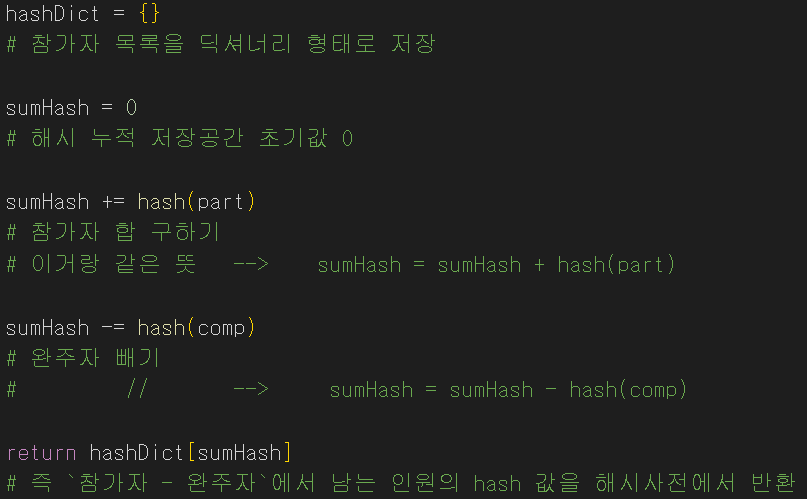 hashDict = {}
# 참가자 목록을 딕셔너리 형태로 저장
sumHash = 0
# 해시 누적 저장공간 초기값 0
sumHash += hash(part)
# 참가자 합 구하기
# 이거랑 같은 뜻 --> sumHash = sumHash + hash(part)
sumHash -= hash(comp)
# 완주자 빼기
# // --> sumHash = sumHash - hash(comp)
return hashDict[sumHash]
# 즉 `참가자 - 완주자`에서 남는 인원의 hash 값을 해시사전에서 반환